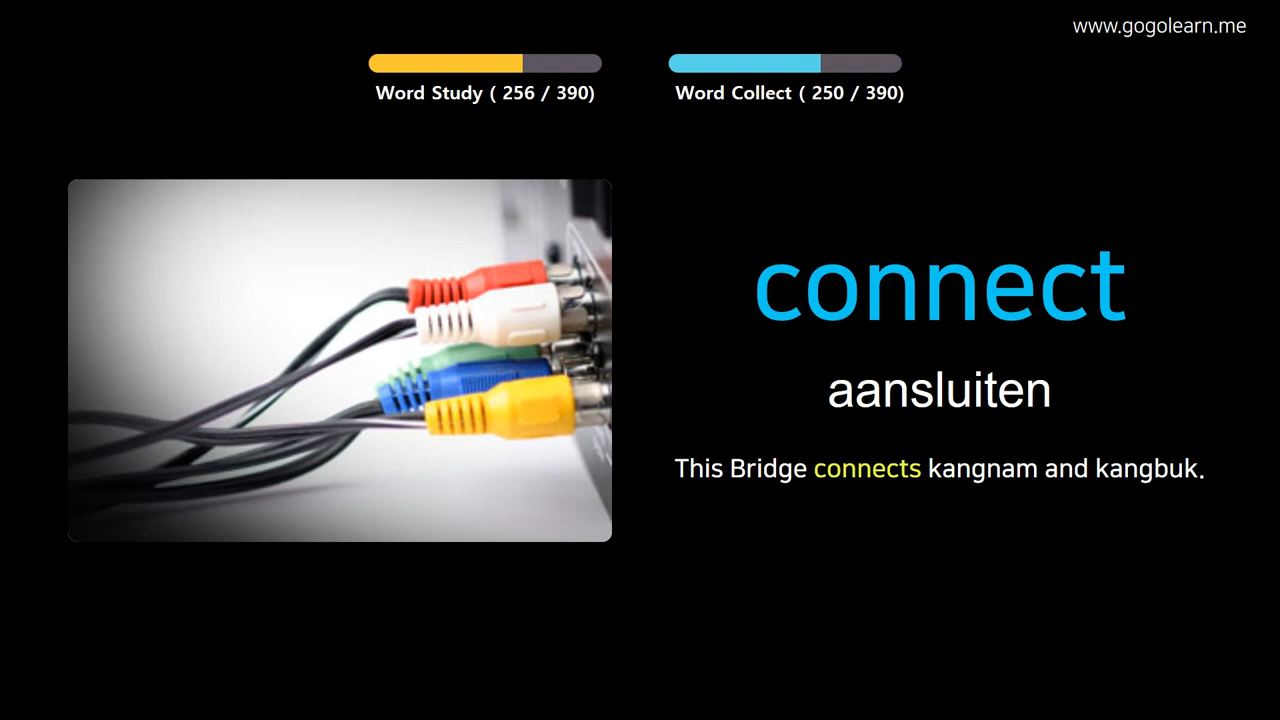 www.gogolearn.me
Word Study ( 256 / 390)
Word Collect ( 250 / 390)
connect
aansluiten
This Bridge connects kangnam and kangbuk.